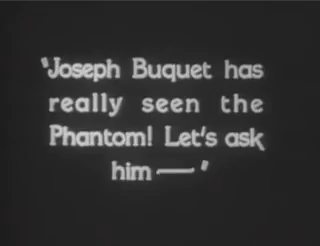 "Joseph Buquet has
really seen the
Phantom! Let's ask
him — "